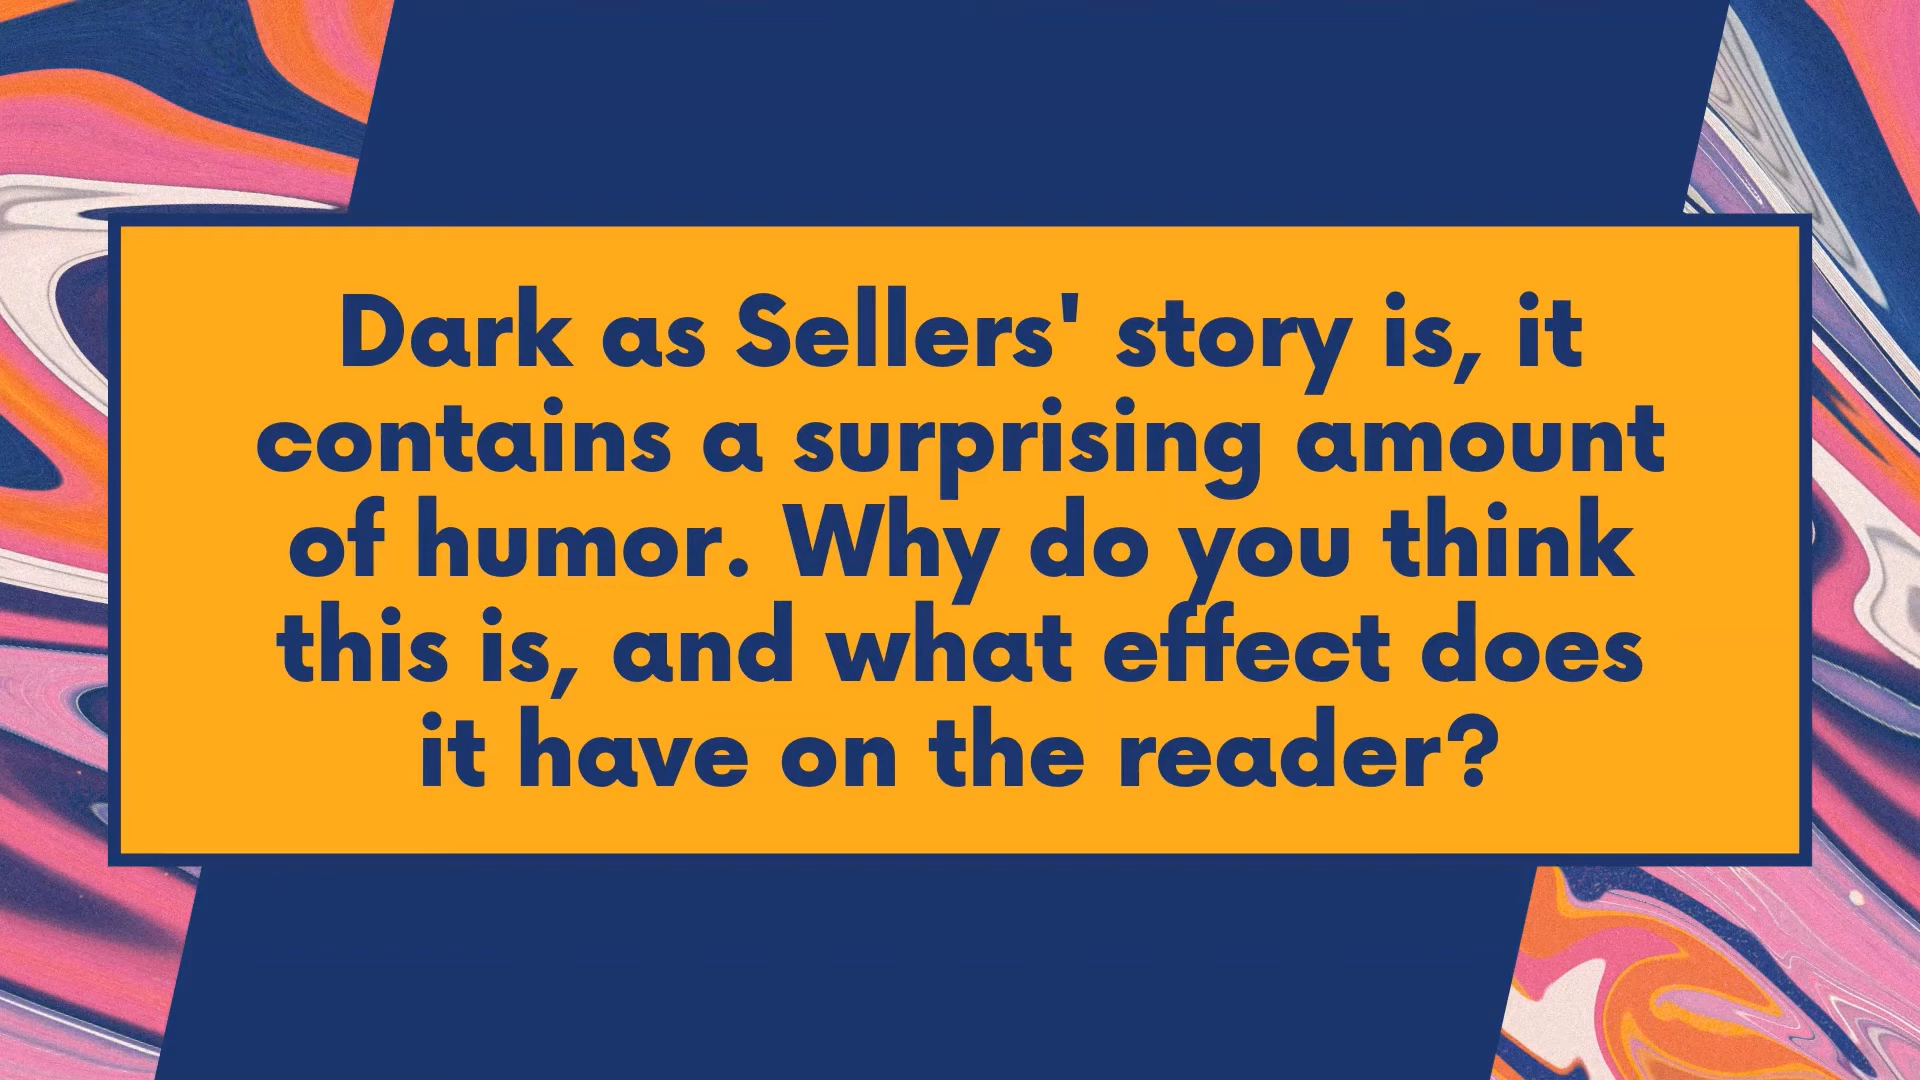 Dark as Sellers' story is, it
contains a surprising amount
of humor. Why do you think
this is, and what effect does
it have on the reader?